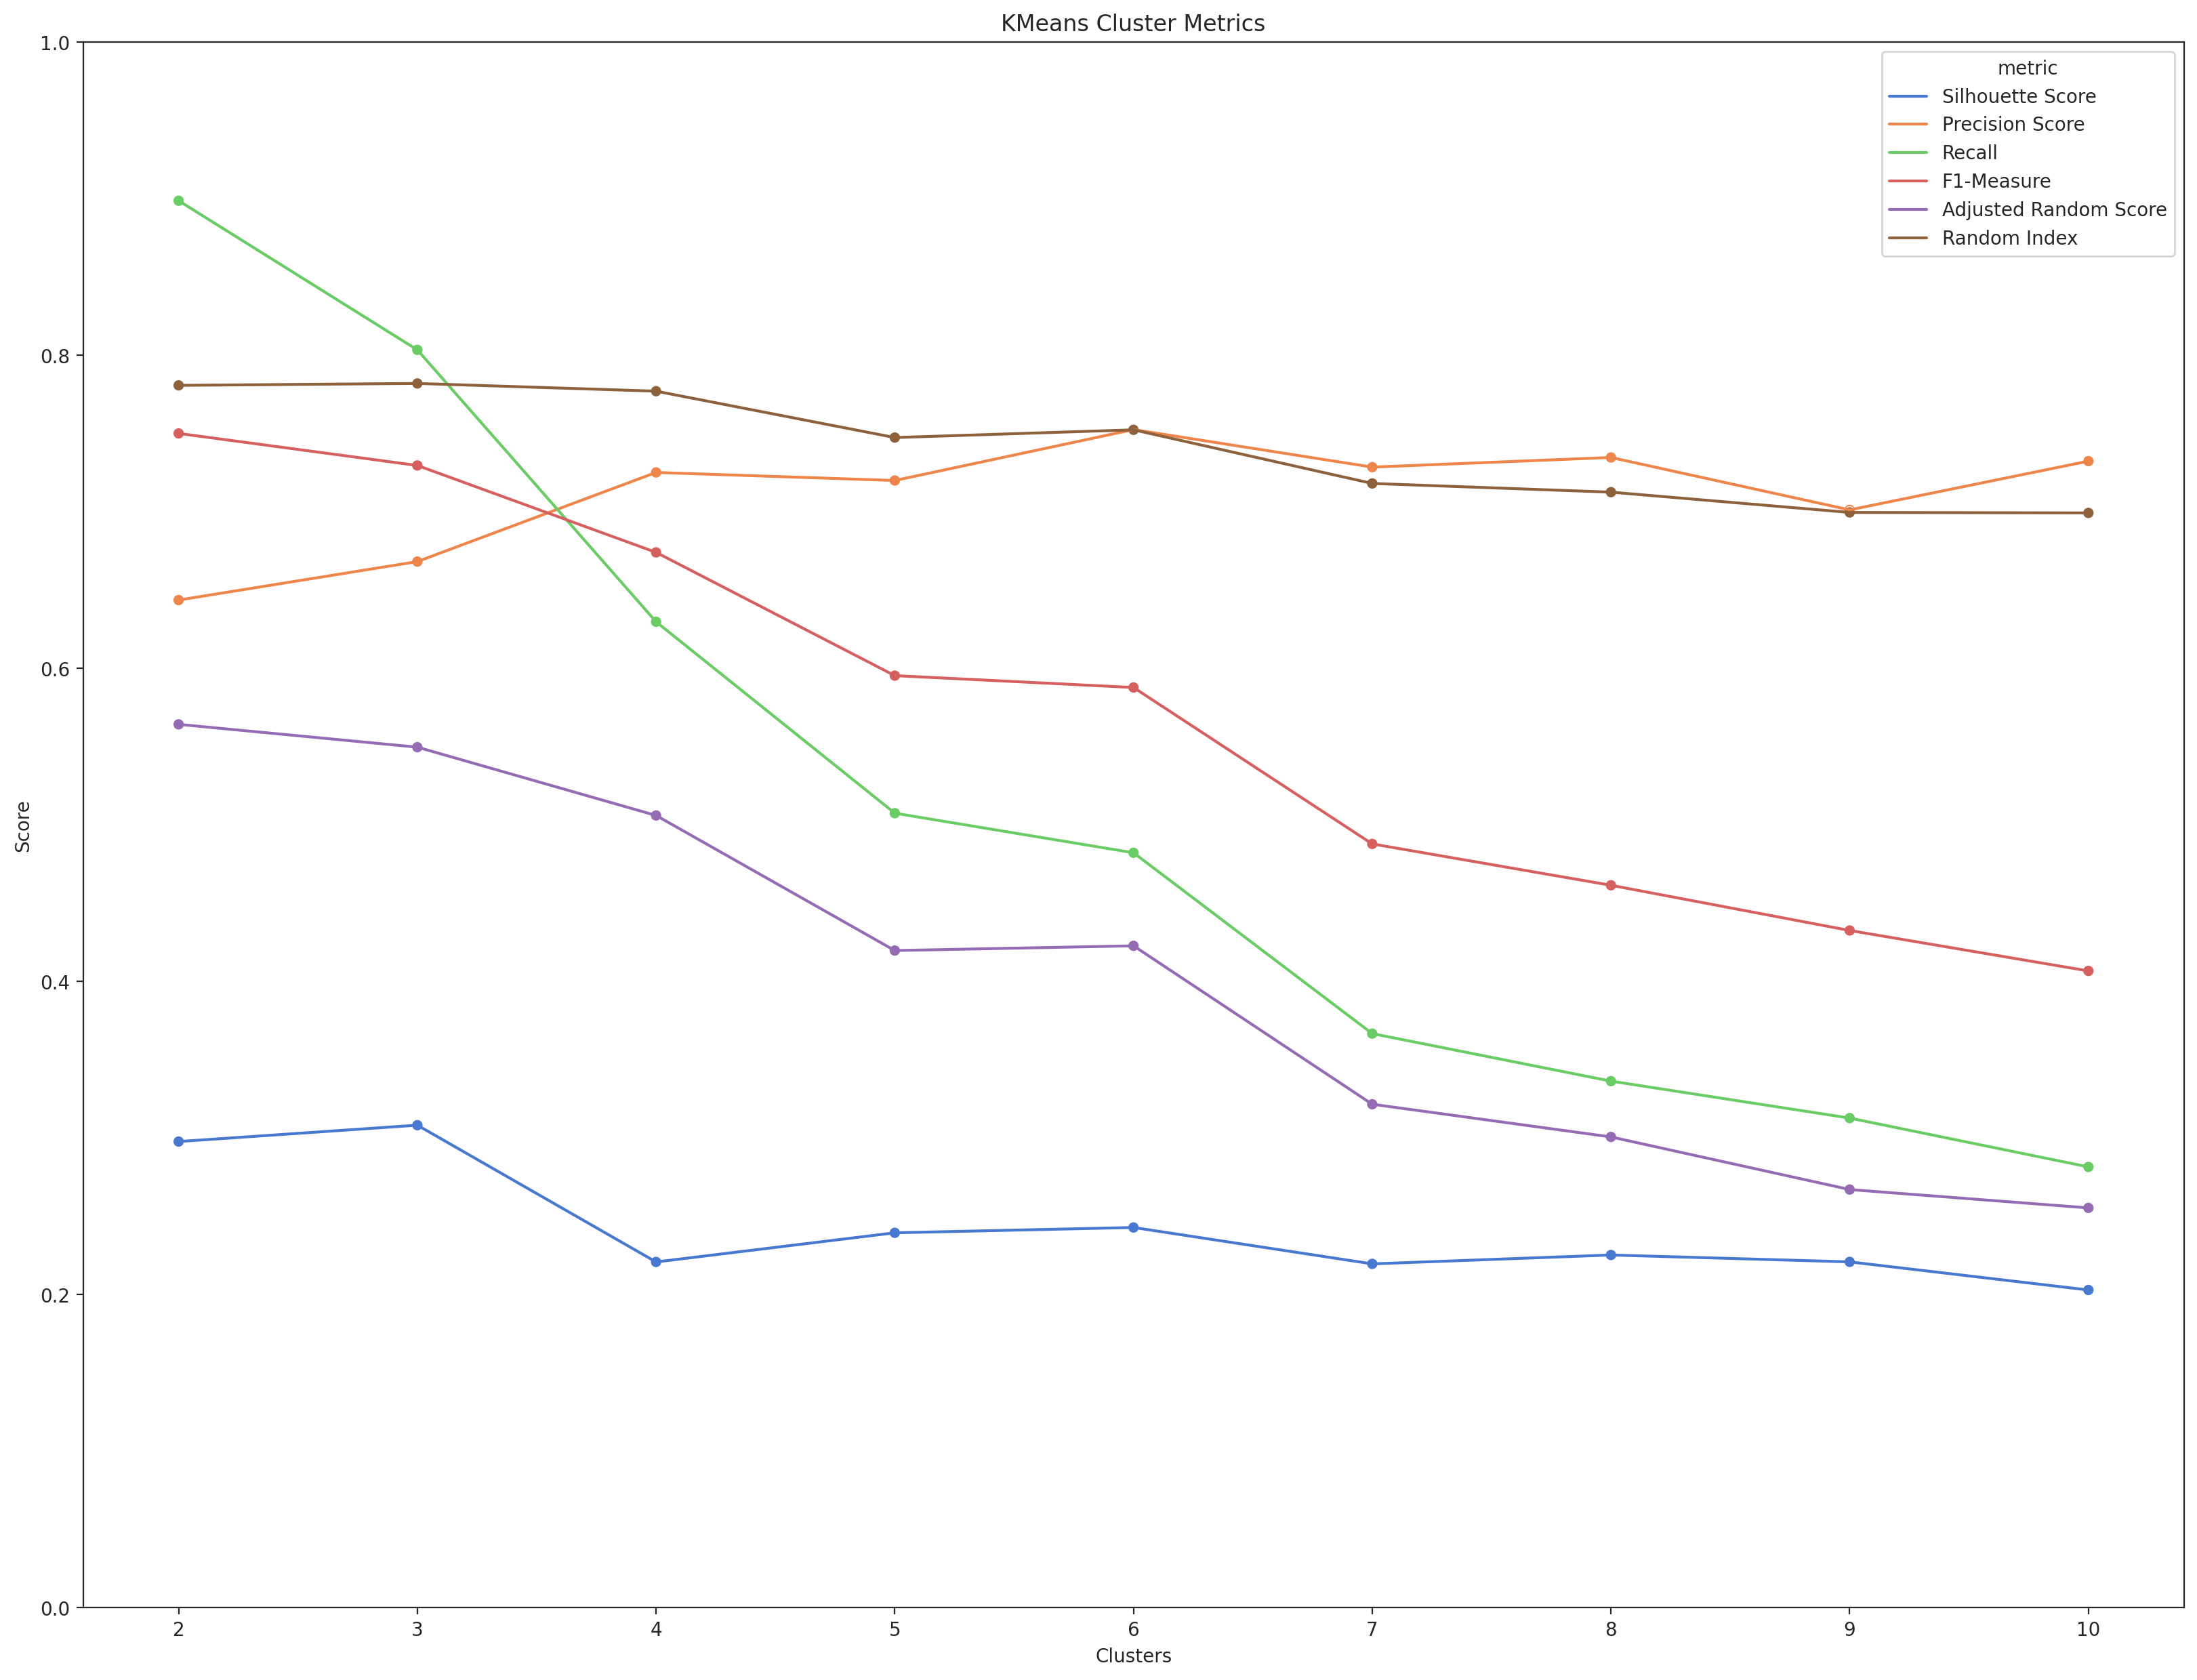 KMeans Cluster Metrics
metric
Silhouette Score
Precision Score
Recall
F1-Measure
Adjusted Random Score
Random Index
Score
1.0
0.8
0.6
0.4
0.2
0.0
2 3 4 5 6 7 8 9 10
Clusters